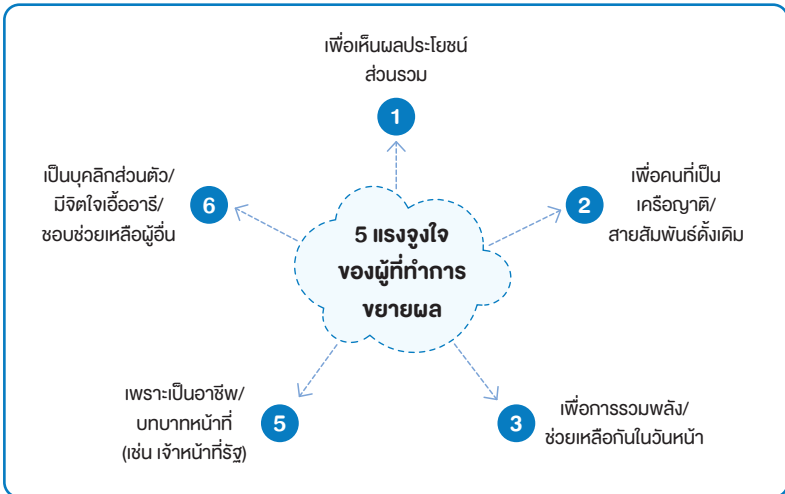 เพื่อเห็นผลประโยชน์
ส่วนรวม
1
เพื่อคนที่เป็น
เครือญาติ/
สายสัมพันธ์ดั้งเดิม
2
เพื่อการรวมพลัง/
ช่วยเหลือกันในวันหน้า
3
เพราะเป็นอาชีพ/
บทบาทหน้าที่
(เช่น เจ้าหน้าที่รัฐ)
5
เป็นบุคลิกส่วนตัว/
มีจิตใจเอื้ออารี/
ชอบช่วยเหลือผู้อื่น
6
5 แรงจูงใจ
ของผู้ที่ทำการ
ขยายผล